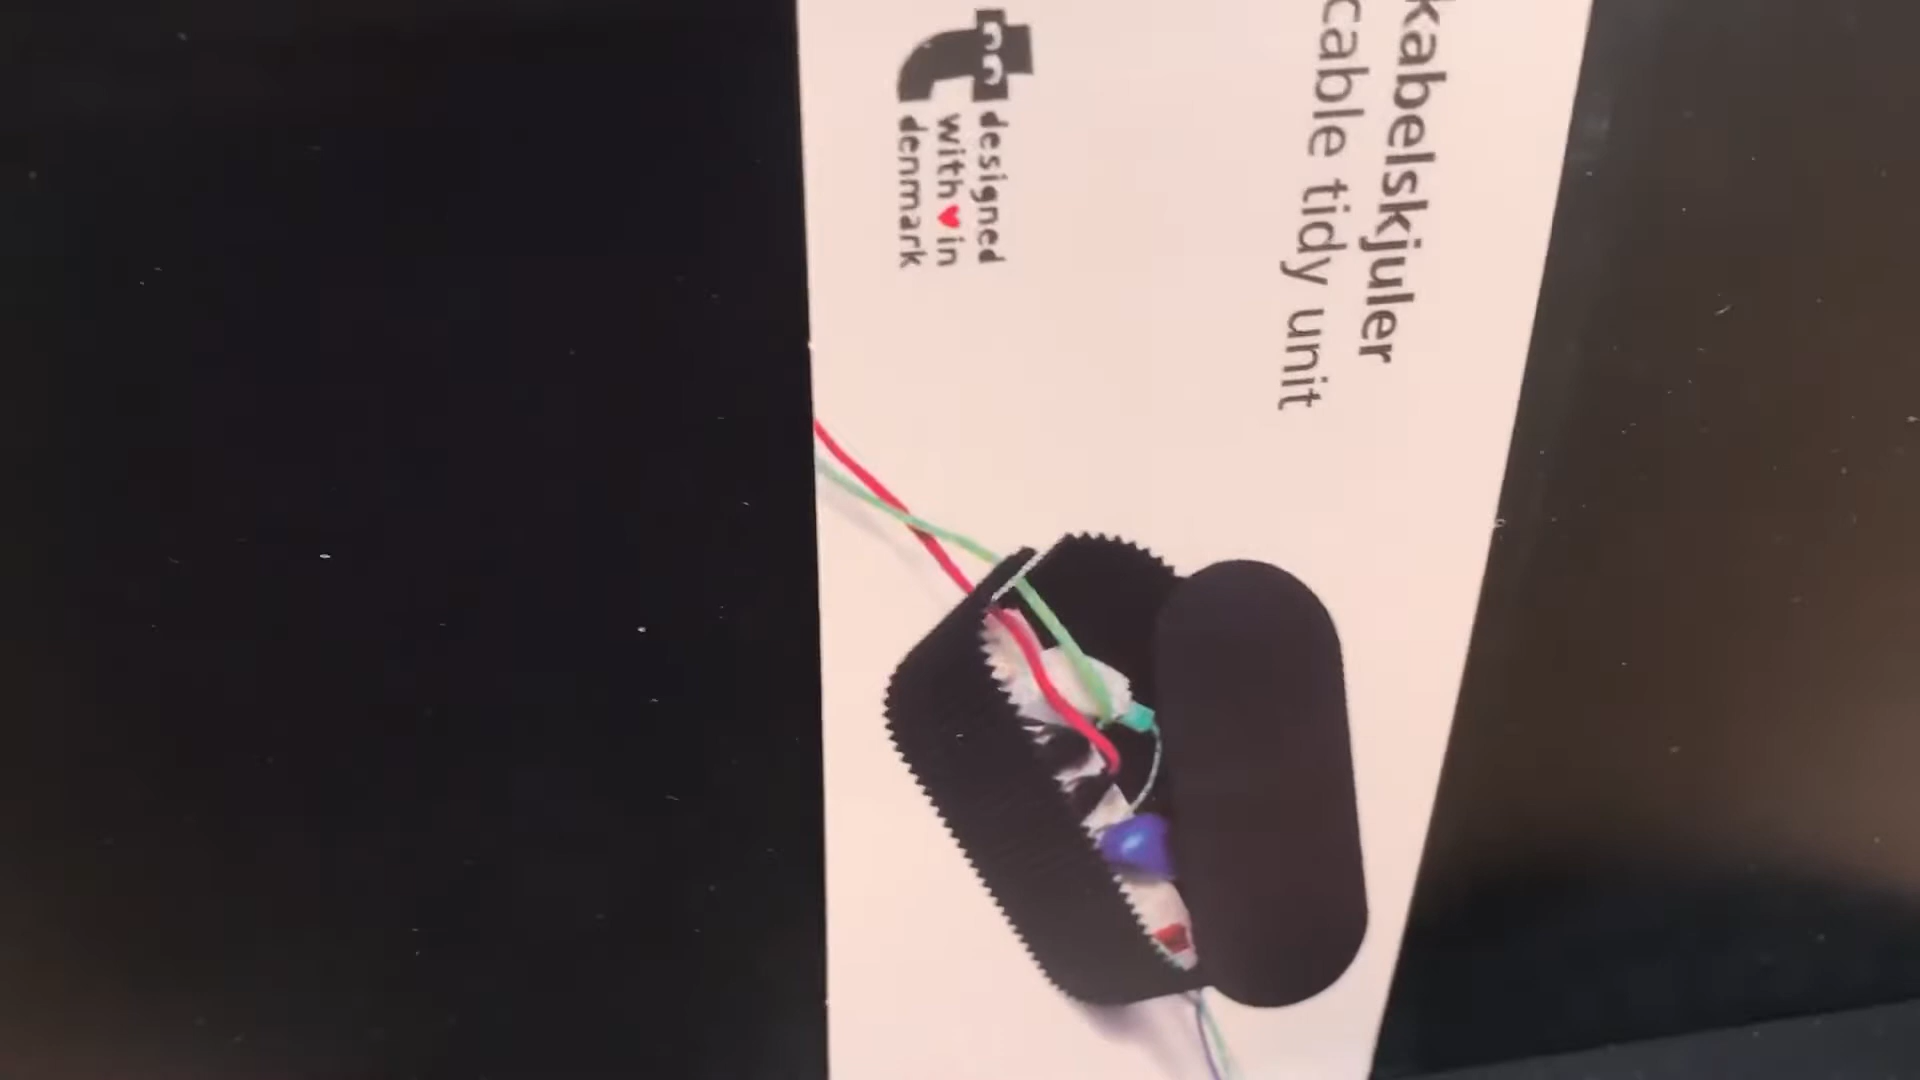 kabelskjuler
cable tidy unit
designed
with♥in
denmark